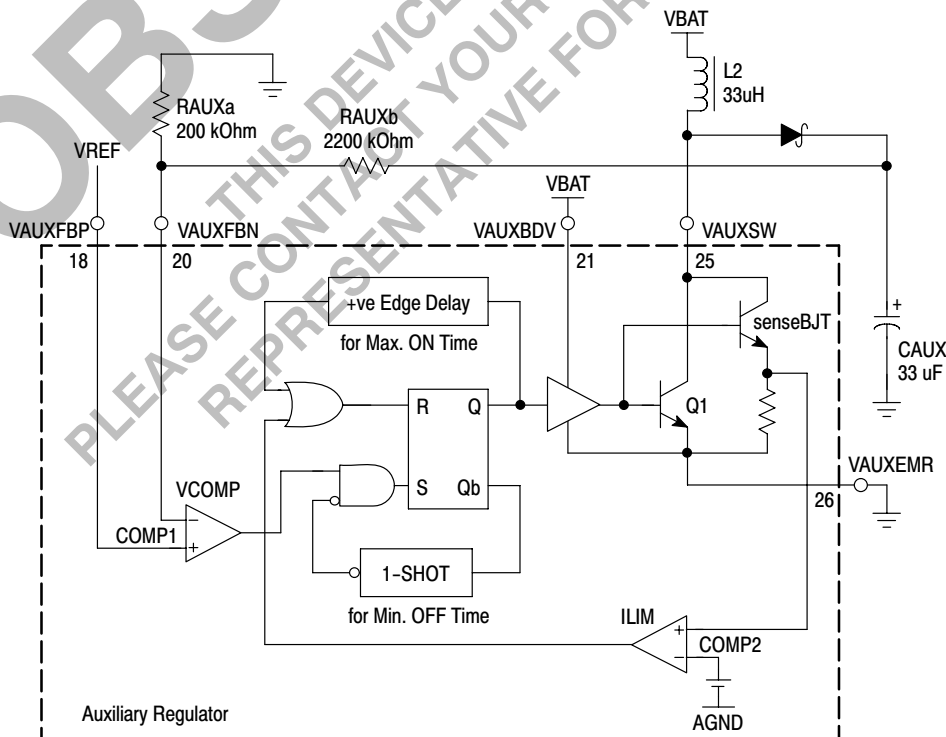 OBS
THIS DEVICE
PLEASE CONTACT YOUR
REPRESENTATIVE FOR
VBAT
L2
33uH
RAUXa
200 kOhm
RAUXb
2200 kOhm
VREF
VBAT
VAUXFBP
VAUXFBN
VAUXBDV
VAUXSW
18
20
21
25
+ve Edge Delay
for Max. ON Time
senseBJT
+
CAUX
33 uF
R
Q
Q1
S
Qb
VCOMP
COMP1
−
+
VAUXEMR
26
1-SHOT
for Min. OFF Time
ILIM
+
−
COMP2
AGND
Auxiliary Regulator